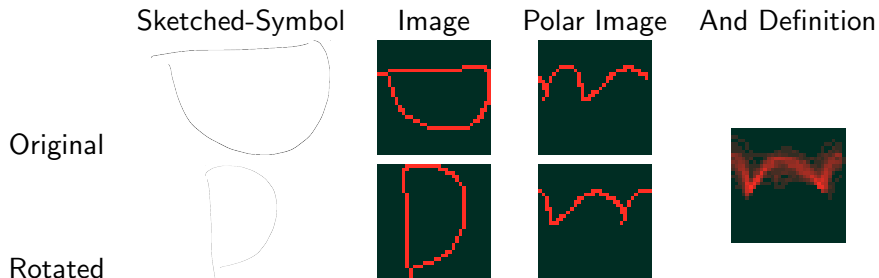 Sketched-Symbol Image Polar Image And Definition
Original
Rotated